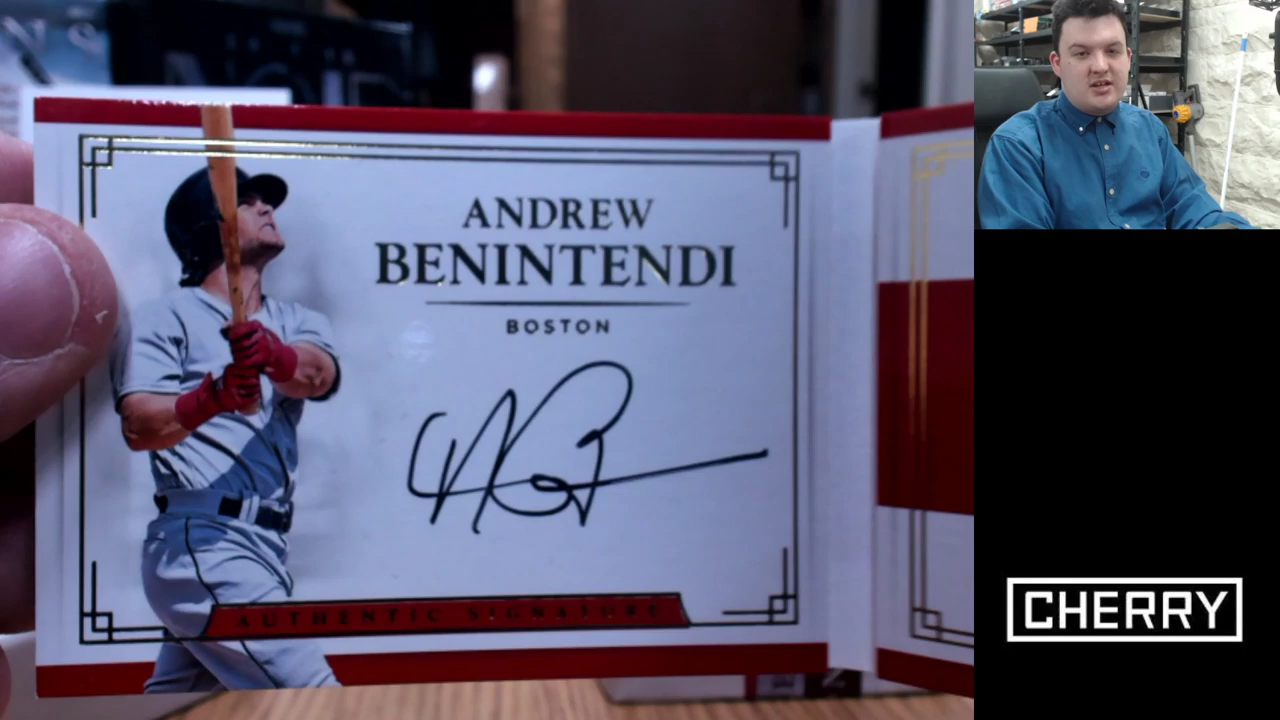 ANDREW
BENINTENDI
BOSTON
AUTHENTIC SIGNATURE
CHERRY